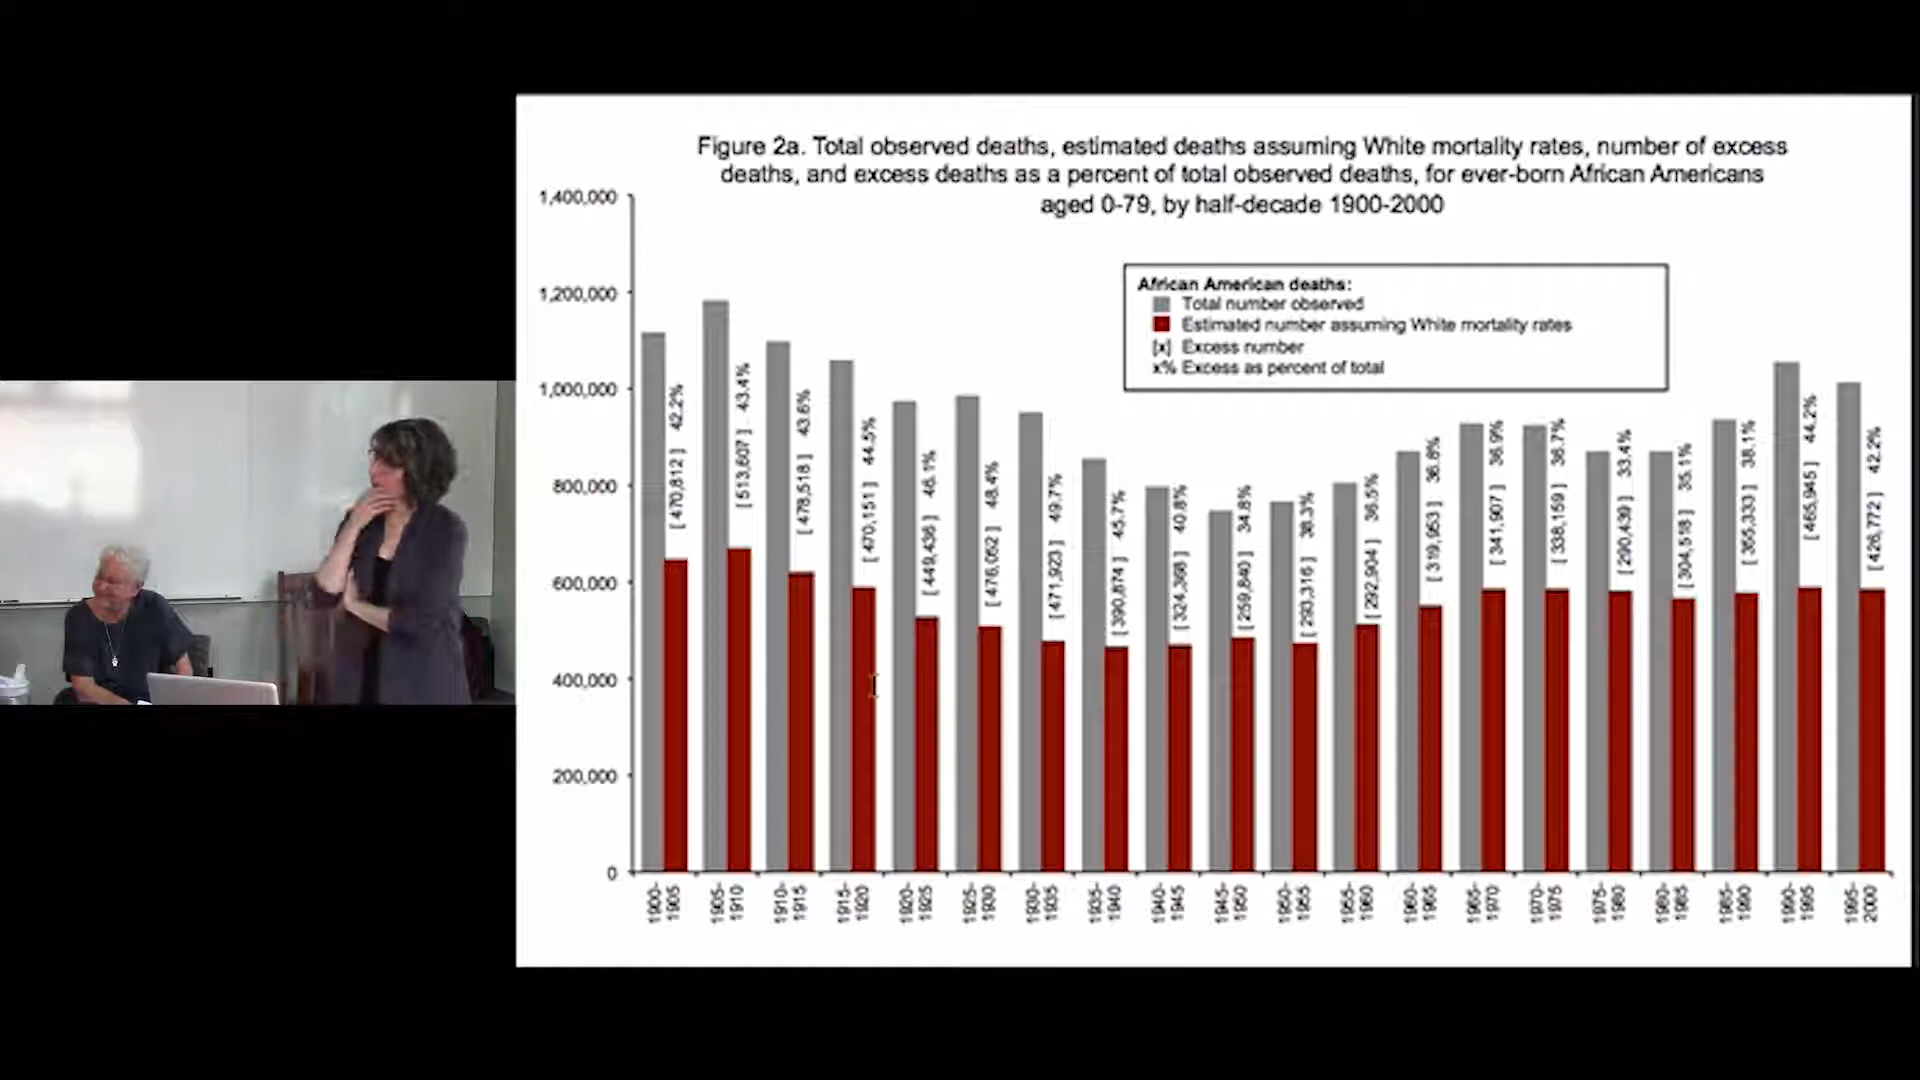 Figure 2a. Total observed deaths, estimated deaths assuming White mortality rates, number of excess
deaths, and excess deaths as a percent of total observed deaths, for ever-born African Americans
aged 0-79, by half-decade 1900-2000
1,400,000
1,200,000
1,000,000
800,000
600,000
400,000
200,000
0
African American deaths:
Total number observed
Estimated number assuming White mortality rates
[x] Excess number
x% Excess as percent of total
[ 470,812 ] 42.2%
[ 513,607 ] 43.4%
[ 478,518 ] 43.6%
[ 470,151 ] 44.5%
[ 449,436 ] 46.1%
[ 476,052 ] 48.4%
[ 471,923 ] 49.7%
[ 390,874 ] 45.7%
[ 324,368 ] 40.8%
[ 259,840 ] 34.8%
[ 293,316 ] 38.3%
[ 292,904 ] 36.5%
[ 319,953 ] 36.8%
[ 341,907 ] 36.9%
[ 338,159 ] 36.7%
[ 290,439 ] 33.4%
[ 304,518 ] 35.1%
[ 355,333 ] 38.1%
[ 465,945 ] 44.2%
[ 426,772 ] 42.2%
1900-
1905
1905-
1910
1910-
1915
1915-
1920
1920-
1925
1925-
1930
1930-
1935
1935-
1940
1940-
1945
1945-
1950
1950-
1955
1955-
1960
1960-
1965
1965-
1970
1970-
1975
1975-
1980
1980-
1985
1985-
1990
1990-
1995
1995-
2000